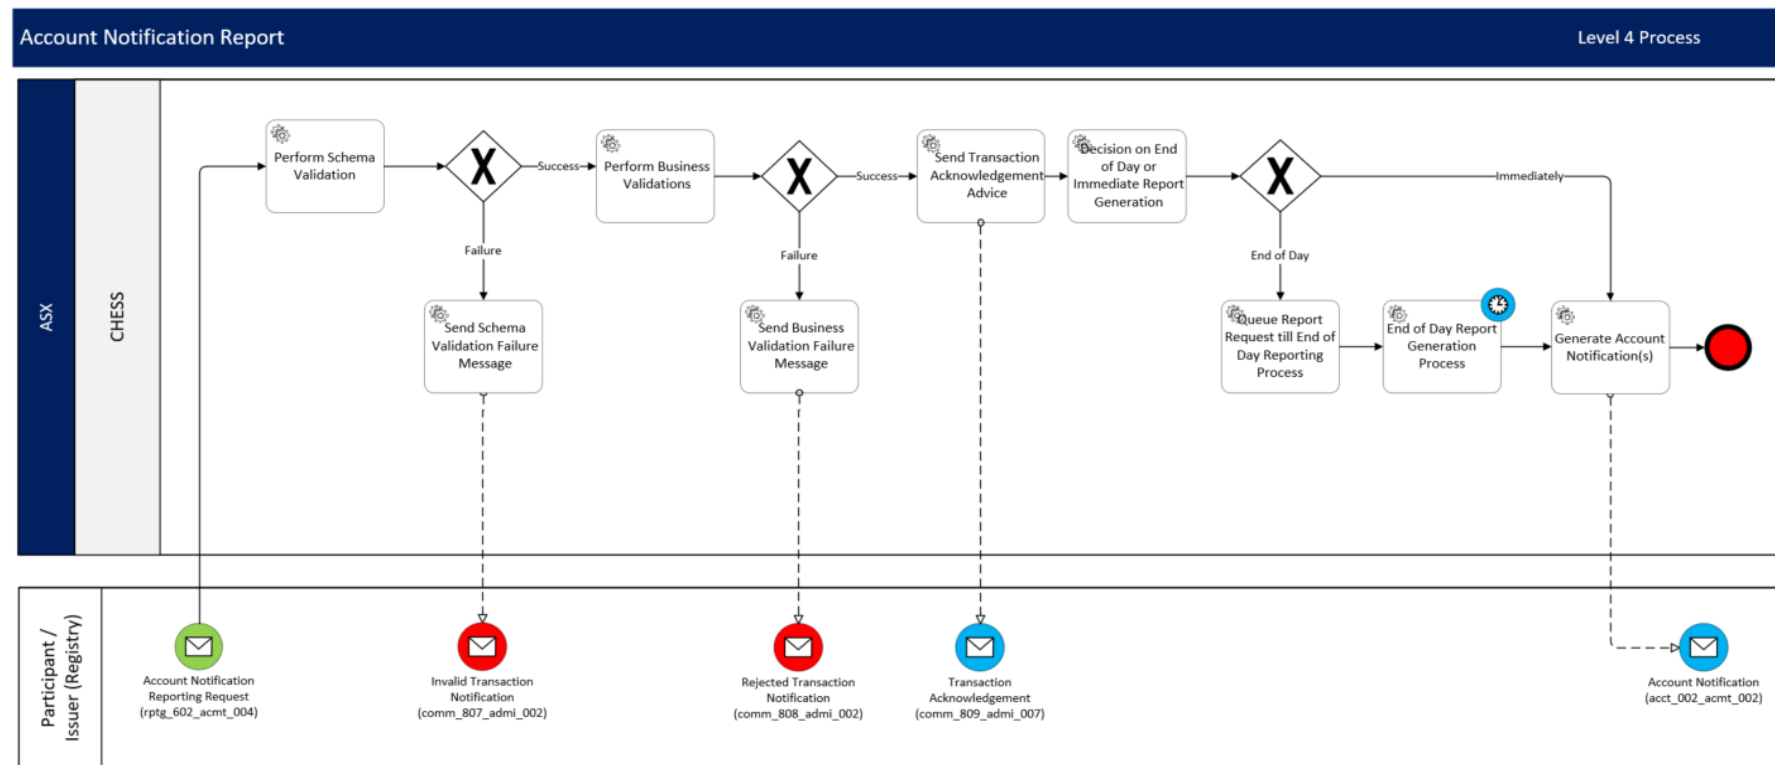 Account Notification Report
Level 4 Process
ASX
CHESS
Perform Schema
Validation
Success
Failure
Perform Business
Validations
Success
Failure
Send Transaction
Acknowledgement
Advice
Decision on End
of Day or
Immediate Report
Generation
Immediately
End of Day
Send Schema
Validation Failure
Message
Send Business
Validation Failure
Message
Queue Report
Request till End of
Day Reporting
Process
End of Day Report
Generation
Process
Generate Account
Notification(s)
Participant /
Issuer (Registry)
Account Notification
Reporting Request
(rptg_602_acmt_004)
Invalid Transaction
Notification
(comm_807_admi_002)
Rejected Transaction
Notification
(comm_808_admi_002)
Transaction
Acknowledgement
(comm_809_admi_007)
Account Notification
(acct_002_acmt_002)